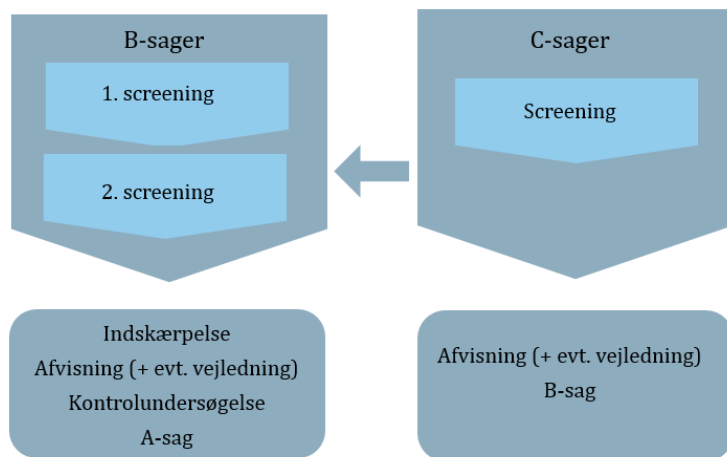 B-sager
1. screening
2. screening
Indskærpelse
Afvisning (+ evt. vejledning)
Kontrolundersøgelse
A-sag
C-sager
Screening
Afvisning (+ evt. vejledning)
B-sag